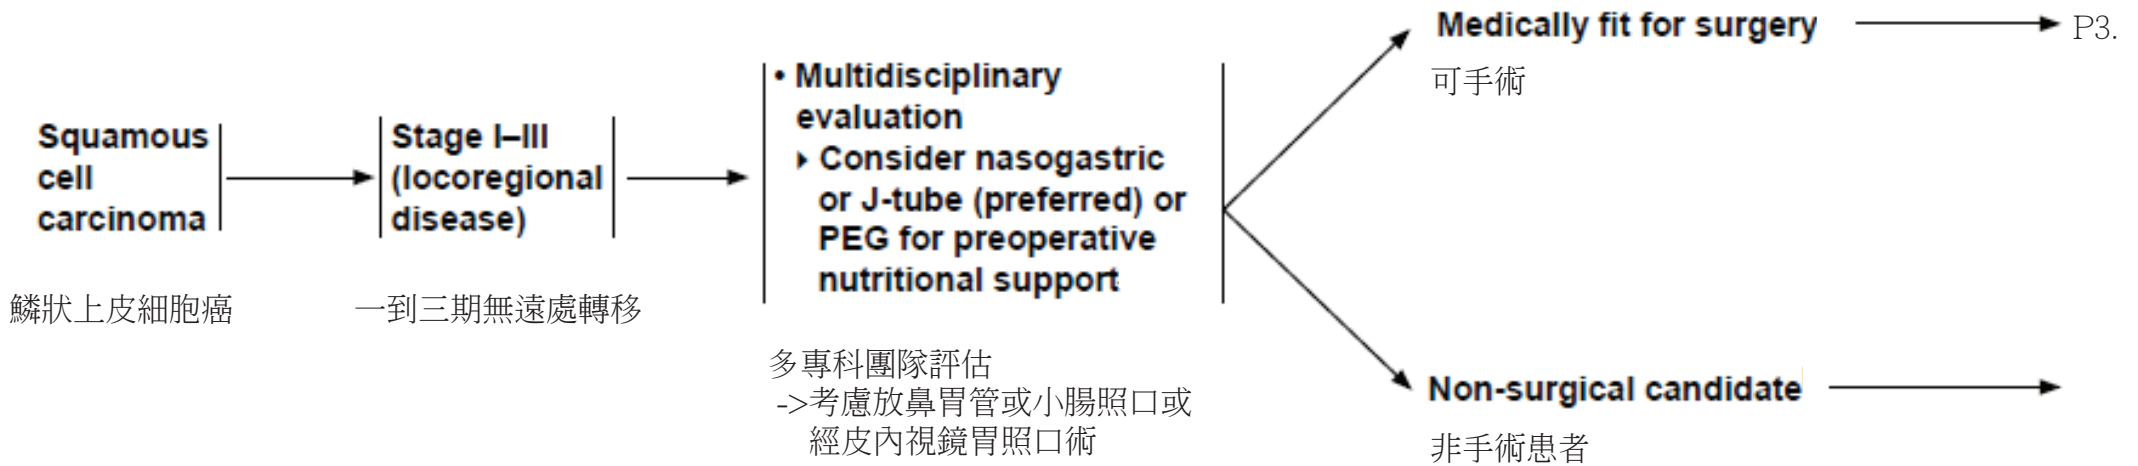 Squamous
cell
carcinoma
鱗狀上皮細胞癌
Stage I–III
(locoregional
disease)
一到三期無遠處轉移
• Multidisciplinary
evaluation
‣ Consider nasogastric
or J-tube (preferred) or
PEG for preoperative
nutritional support
多專科團隊評估
->考慮放鼻胃管或小腸照口或
經皮內視鏡胃照口術
Medically fit for surgery
P3.
可手術
Non-surgical candidate
非手術患者